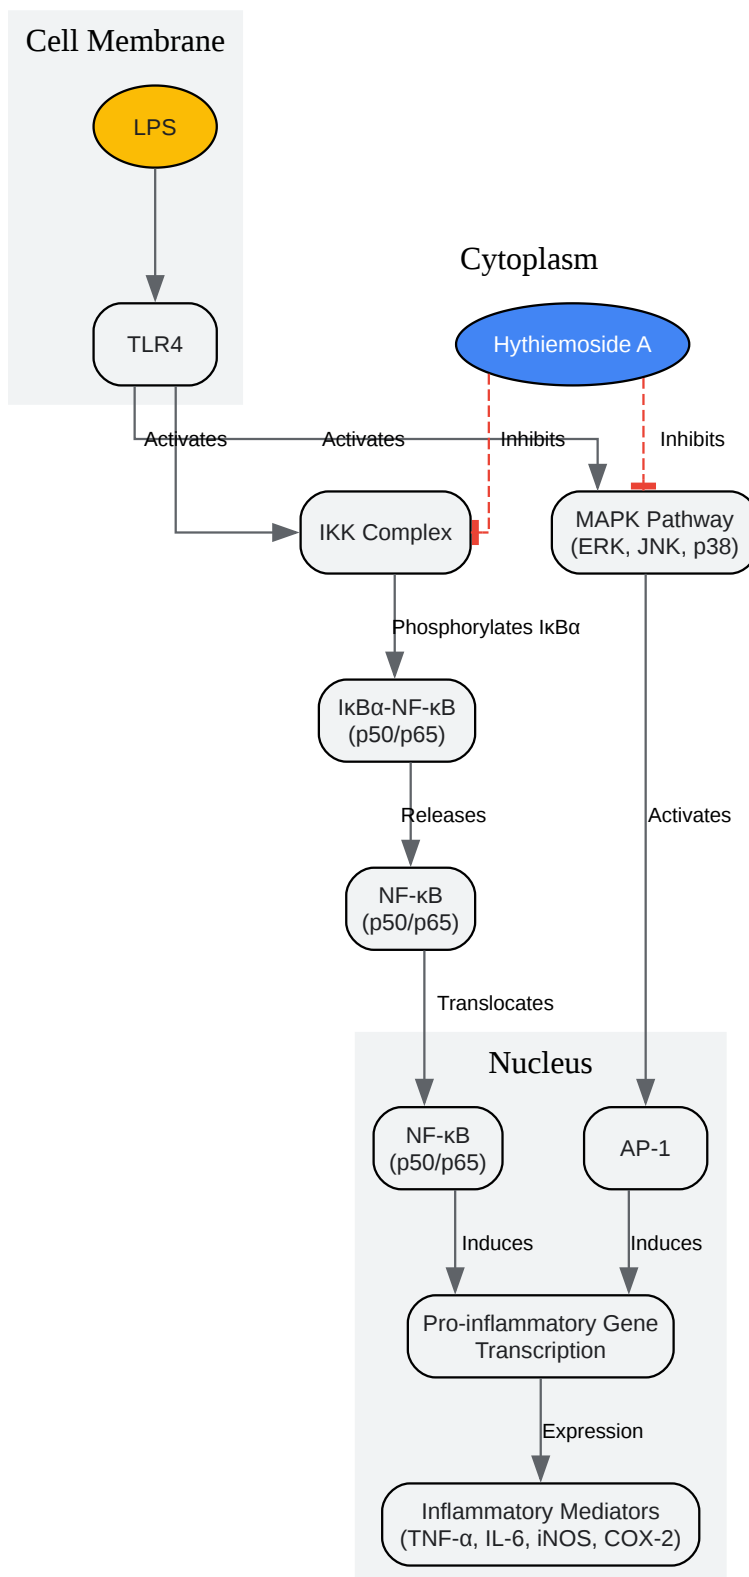 Cell Membrane
LPS
Cytoplasm
TLR4
Hythiemoside A
Activates
Activates
Inhibits
Inhibits
IKK Complex
MAPK Pathway
(ERK, JNK, p38)
Phosphorylates IκBα
IκBα-NF-κB
(p50/p65)
Releases
Activates
NF-κB
(p50/p65)
Translocates
Nucleus
NF-κB
(p50/p65)
AP-1
Induces
Induces
Pro-inflammatory Gene
Transcription
Expression
Inflammatory Mediators
(TNF-α, IL-6, iNOS, COX-2)